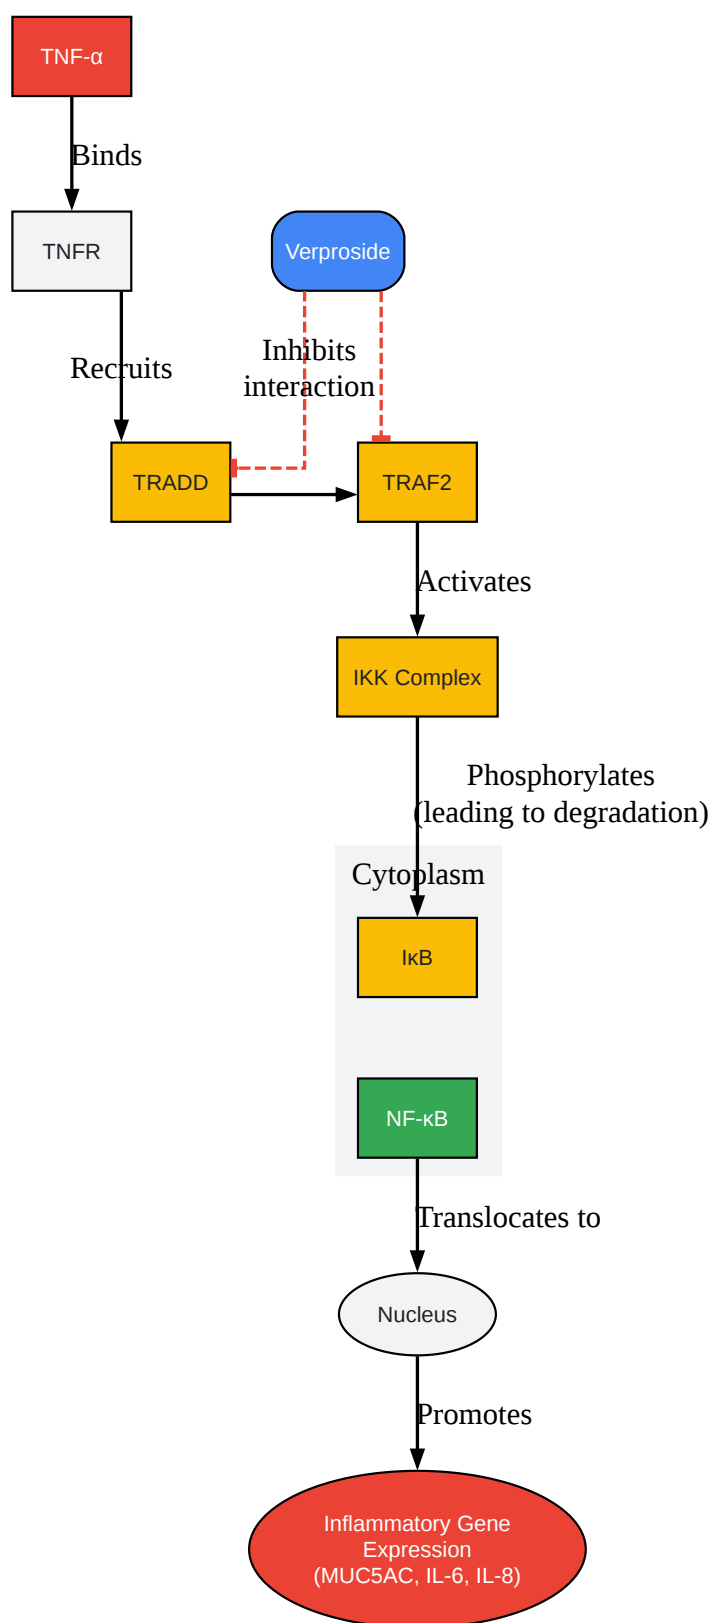 TNF-α
Binds
TNFR
Verproside
Recruits
Inhibits
interaction
TRADD
TRAF2
Activates
IKK Complex
Phosphorylates
(leading to degradation)
Cytoplasm
IκB
NF-κB
Translocates to
Nucleus
Promotes
Inflammatory Gene
Expression
(MUC5AC, IL-6, IL-8)